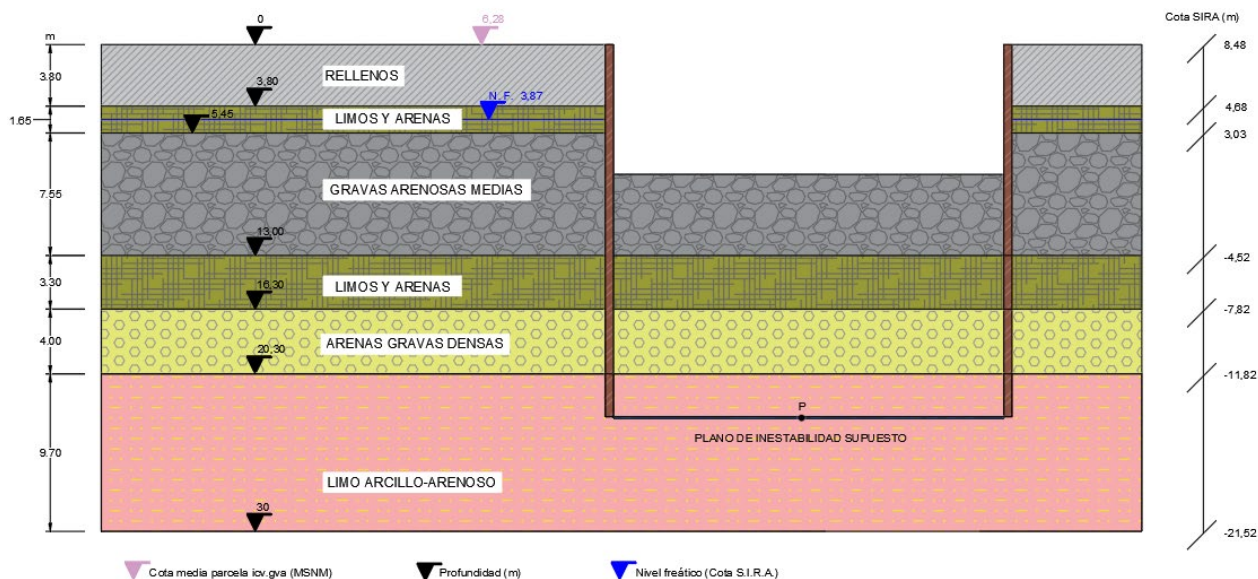 0
6,28
Cota SIRA (m)
m
8,48
3.80
RELLENOS
3,80
N. F. 3,87
4,68
1.65
5,45
LIMOS Y ARENAS
3,03
7.55
GRAVAS ARENOSAS MEDIAS
13,00
-4,52
3.30
LIMOS Y ARENAS
16,30
-7,82
4.00
ARENAS GRAVAS DENSAS
20,30
-11,82
P
PLANO DE INESTABILIDAD SUPUESTO
9.70
LIMO ARCILLO-ARENOSO
30
-21,52
Cota media parcela icv.gva (MSNM)
Profundidad (m)
Nivel freático (Cota S.I.R.A.)